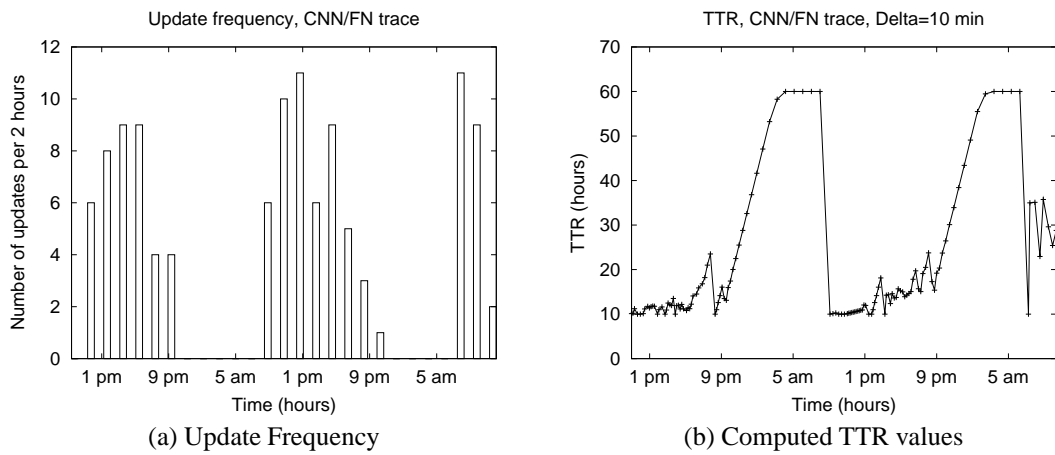 Update frequency, CNN/FN trace
12
10
8
6
4
2
0
Number of updates per 2 hours
1 pm 9 pm 5 am 1 pm 9 pm 5 am
Time (hours)
(a) Update Frequency
TTR, CNN/FN trace, Delta=10 min
70
60
50
40
30
20
10
0
TTR (hours)
1 pm 9 pm 5 am 1 pm 9 pm 5 am
Time (hours)
(b) Computed TTR values